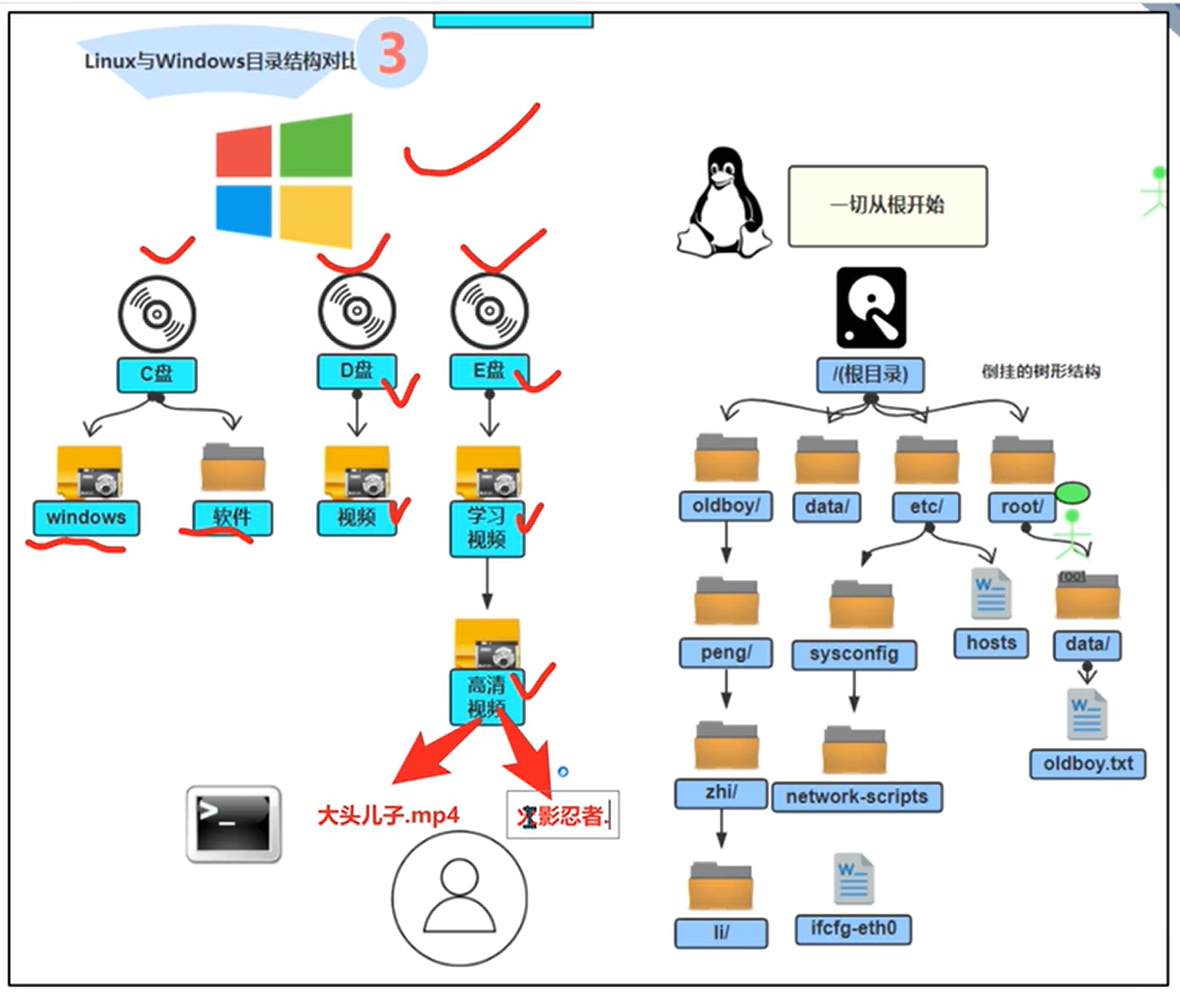 Linux与Windows目录结构对比
3
一切从根开始
C盘
D盘
E盘
/(根目录)
倒挂的树形结构
windows
软件
视频
学习
视频
oldboy/
data/
etc/
root/
root
peng/
sysconfig
hosts
data/
高清
视频
zhi/
network-scripts
oldboy.txt
>_
大头儿子.mp4
火影忍者.
li/
ifcfg-eth0